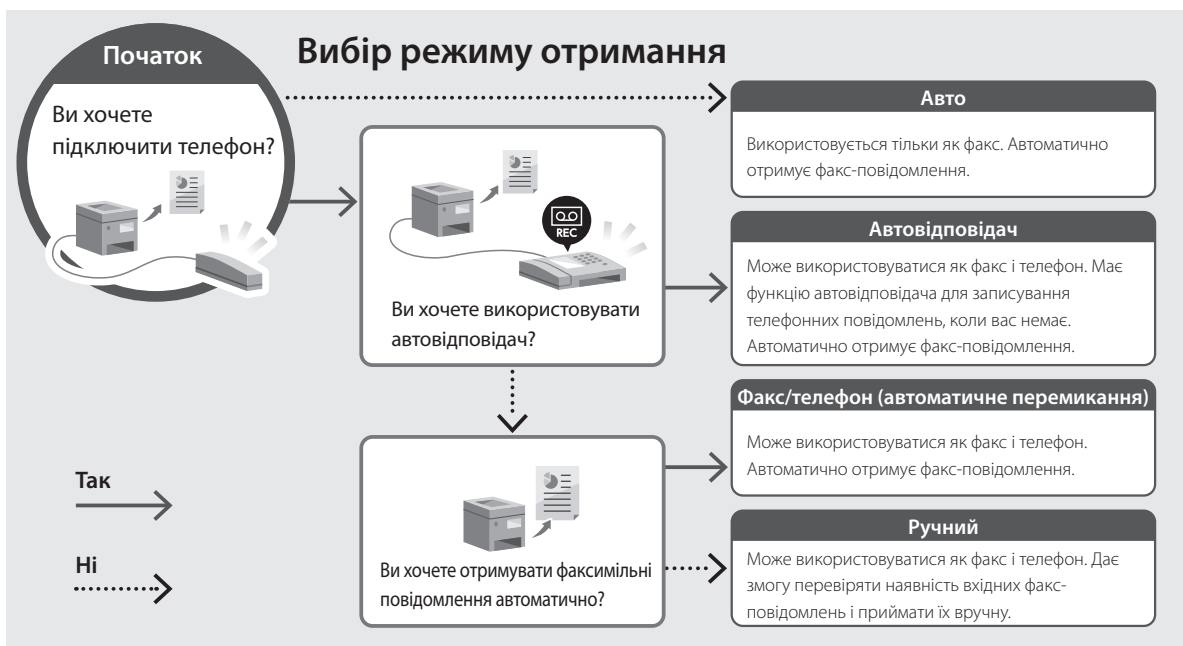 Вибір режиму отримання
Початок
Ви хочете
підключити телефон?
REC
Ви хочете використовувати
автовідповідач?
Ви хочете отримувати факсимільні
повідомлення автоматично?
Авто
Використовується тільки як факс. Автоматично
отримує факс-повідомлення.
Автовідповідач
Може використовуватися як факс і телефон. Має
функцію автовідповідача для записування
телефонних повідомлень, коли вас немає.
Автоматично отримує факс-повідомлення.
Факс/телефон (автоматичне перемикання)
Може використовуватися як факс і телефон.
Автоматично отримує факс-повідомлення.
Ручний
Може використовуватися як факс і телефон. Дає
змогу перевіряти наявність вхідних факс-
повідомлень і приймати їх вручну.
Так
Ні